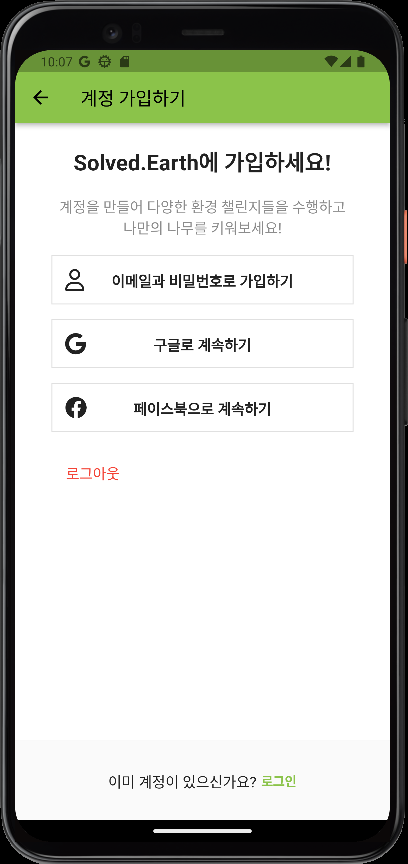 10:07
계정 가입하기
Solved.Earth에 가입하세요!
계정을 만들어 다양한 환경 챌린지들을 수행하고
나만의 나무를 키워보세요!
이메일과 비밀번호로 가입하기
구글로 계속하기
페이스북으로 계속하기
로그아웃
이미 계정이 있으신가요? 로그인